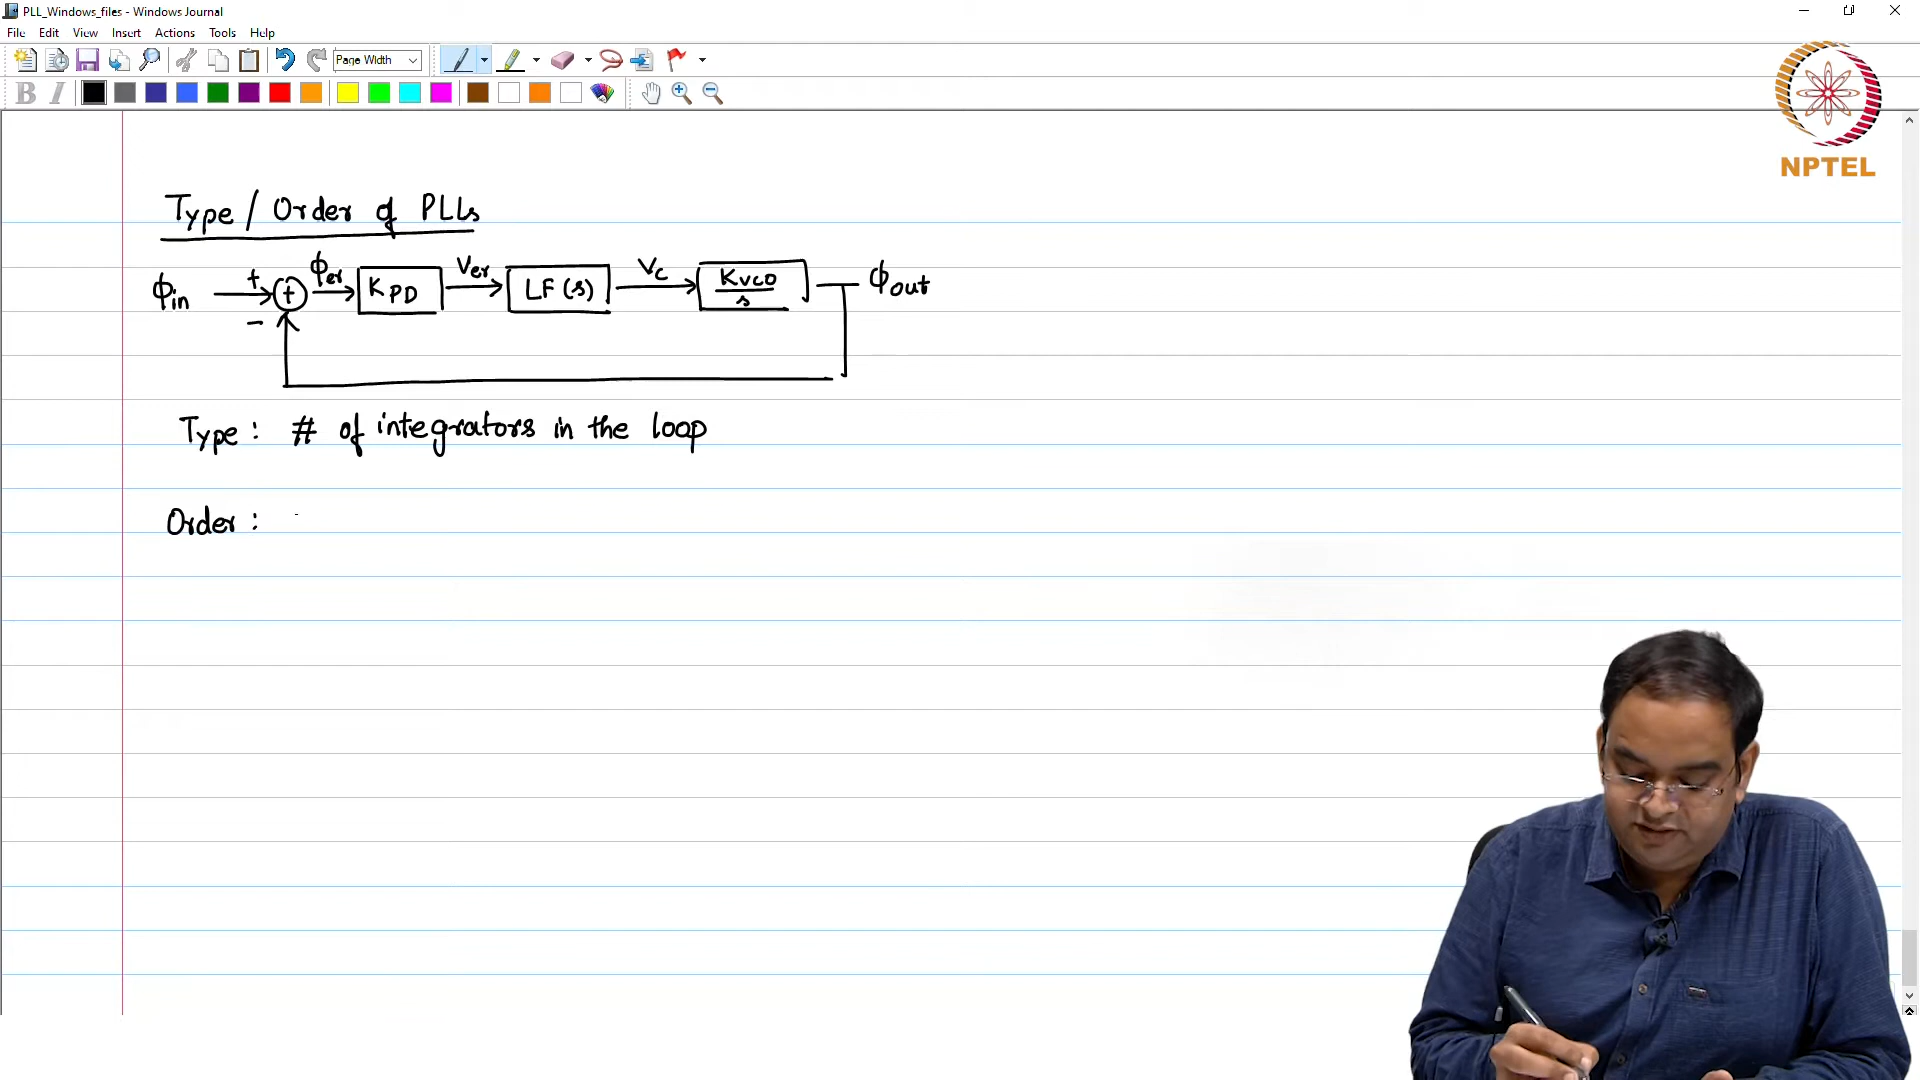 PLL_Windows_files - Windows Journal
File Edit View Insert Actions Tools Help
Page Width
B I
NPTEL
Type / Order of PLLs
ϕin + - + ϕer KPD Ver LF(s) Vc KVCO/s ϕout
Type : # of integrators in the loop
Order :